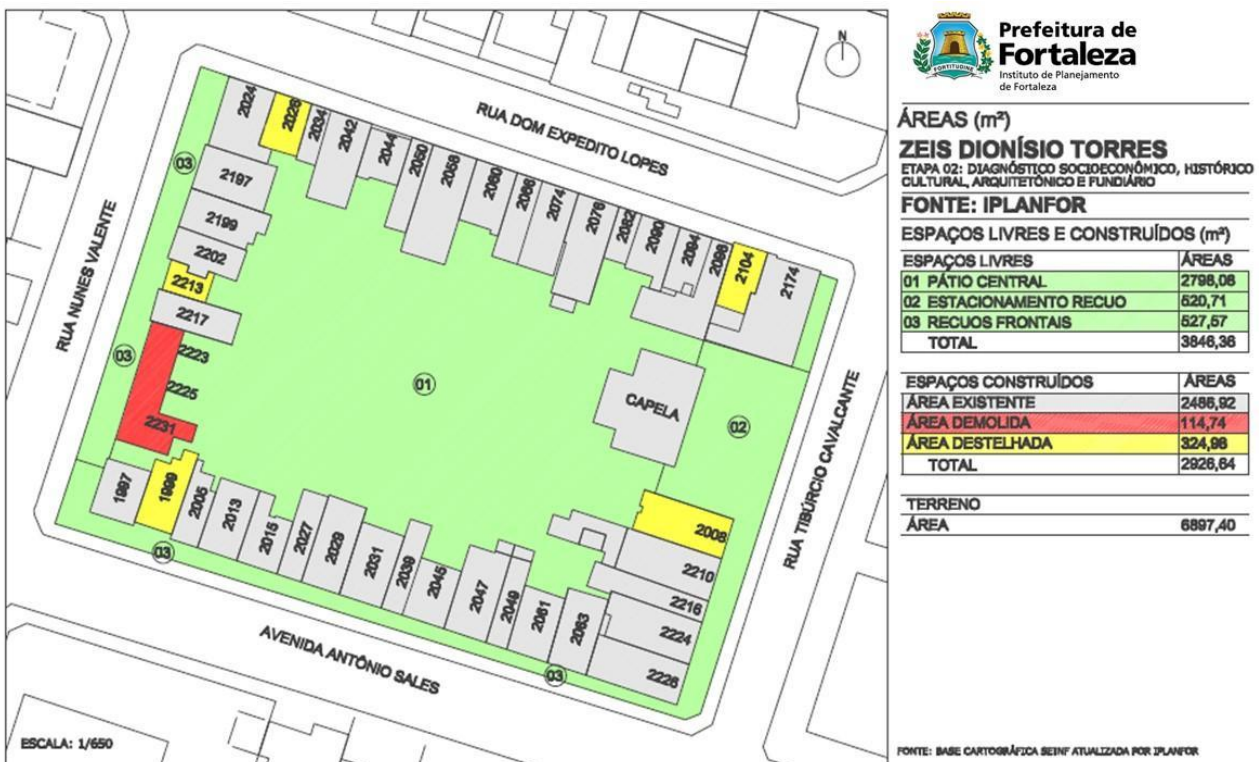 RUA DOM EXPEDITO LOPES
RUA NUNES VALENTE
RUA TIBÚRCIO CAVALCANTE
AVENIDA ANTÔNIO SALES
N
2024
2026
2034
2042
2044
2050
2058
2060
2066
2074
2076
2082
2090
2094
2098
2104
2174
03
2197
2199
2202
2213
2217
03
2223
2225
2231
01
CAPELA
02
1987
1999
2005
2013
2015
2027
2029
2031
2039
2045
2047
2049
2061
2063
2008
2210
2216
2224
2226
03
03
ESCALA: 1/650
FORTITUDINE
Prefeitura de
Fortaleza
Instituto de Planejamento
de Fortaleza
ÁREAS (m²)
ZEIS DIONÍSIO TORRES
ETAPA 02: DIAGNÓSTICO SOCIOECONÔMICO, HISTÓRICO
CULTURAL, ARQUITETÔNICO E FUNDIÁRIO
FONTE: IPLANFOR
ESPAÇOS LIVRES E CONSTRUÍDOS (m²)
ESPAÇOS LIVRES ÁREAS
01 PÁTIO CENTRAL 2798,08
02 ESTACIONAMENTO RECUO 520,71
03 RECUOS FRONTAIS 527,57
TOTAL 3846,36
ESPAÇOS CONSTRUÍDOS ÁREAS
ÁREA EXISTENTE 2486,92
ÁREA DEMOLIDA 114,74
ÁREA DESTELHADA 324,98
TOTAL 2926,64
TERRENO
ÁREA 6897,40
FONTE: BASE CARTOGRÁFICA SEINF ATUALIZADA POR IPLANFOR